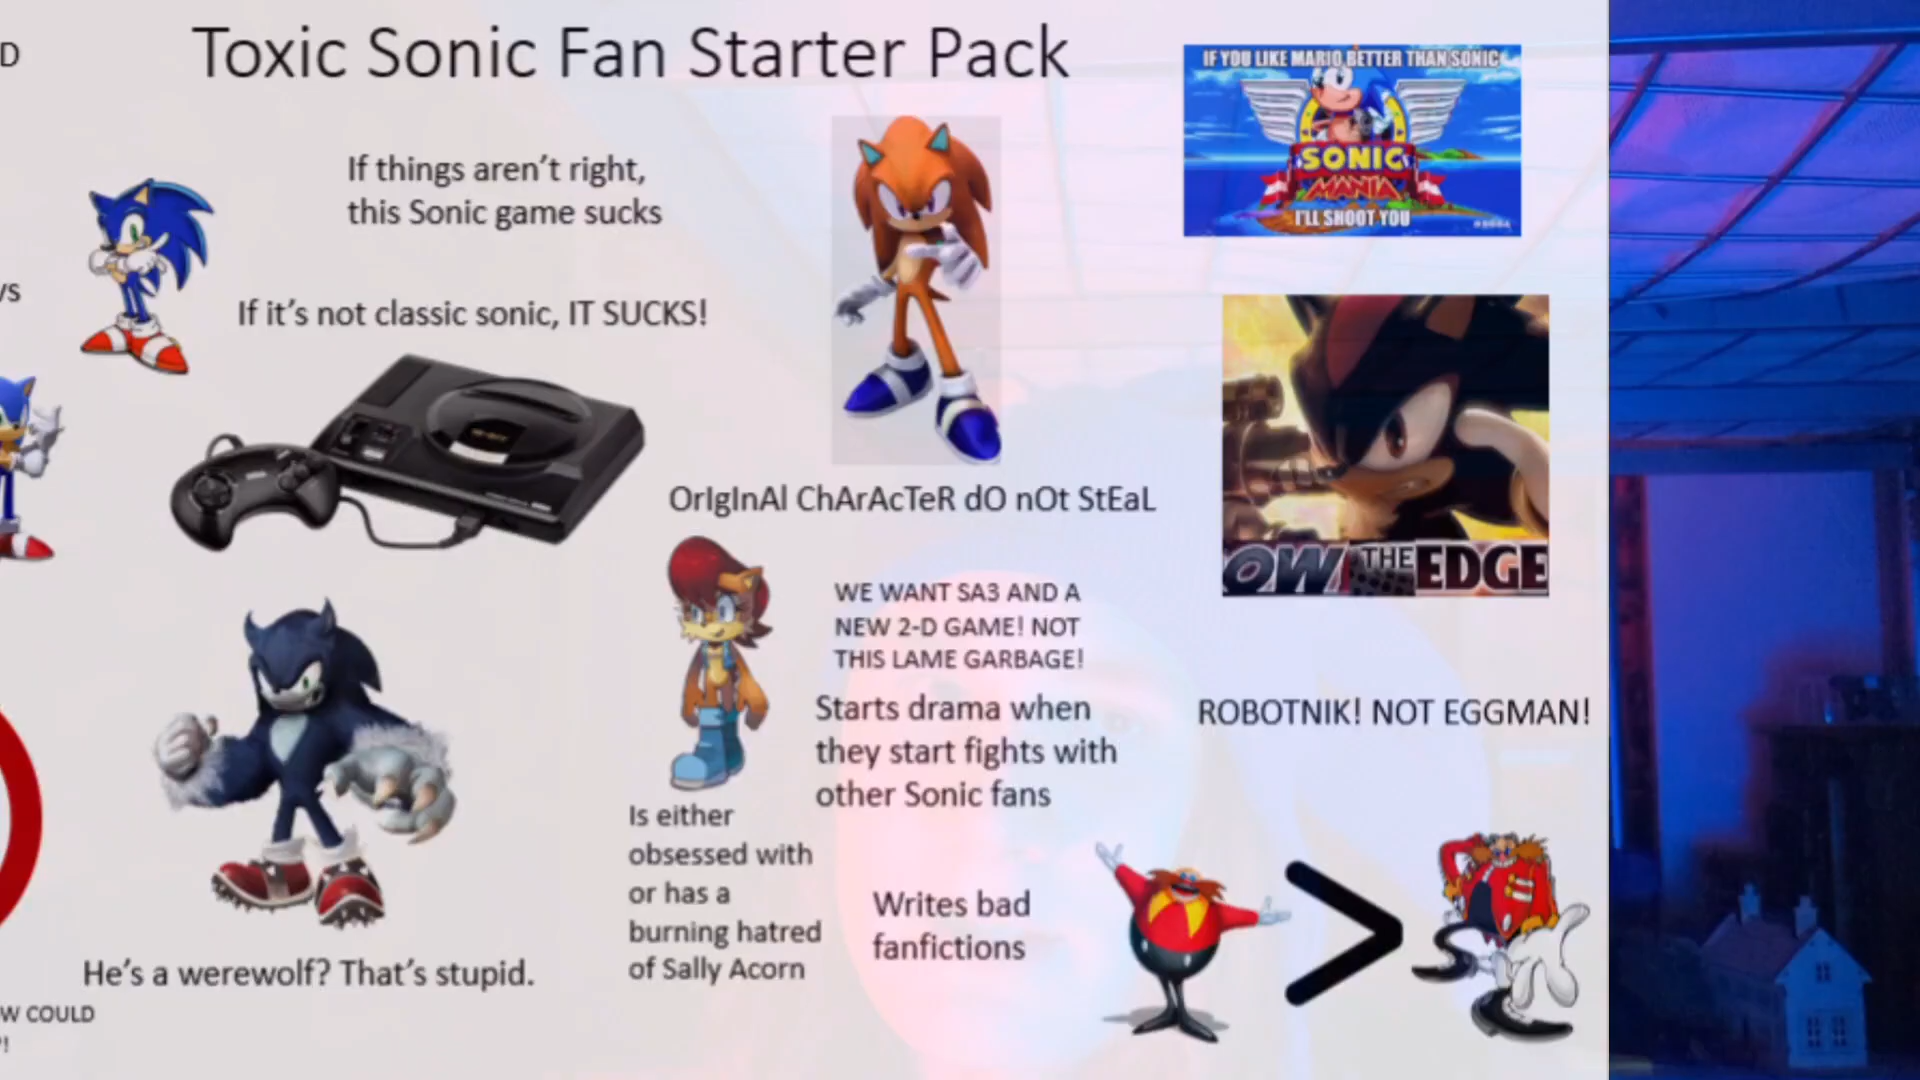 D
Toxic Sonic Fan Starter Pack
IF YOU LIKE MARIO BETTER THAN SONIC
SONIC
MANIA
I'LL SHOOT YOU
If things aren't right,
this Sonic game sucks
vs
If it's not classic sonic, IT SUCKS!
OrIgInAl ChArAcTeR dO nOt StEaL
OW THE EDGE
WE WANT SA3 AND A
NEW 2-D GAME! NOT
THIS LAME GARBAGE!
Starts drama when
they start fights with
other Sonic fans
ROBOTNIK! NOT EGGMAN!
Is either
obsessed with
or has a
burning hatred
of Sally Acorn
Writes bad
fanfictions
>
He's a werewolf? That's stupid.
W COULD
?!